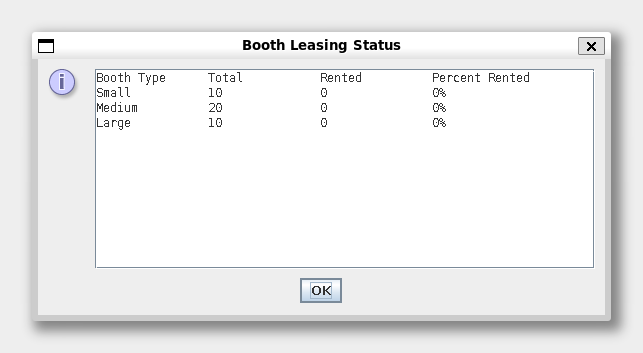 Booth Leasing Status
Booth Type Total Rented Percent Rented
Small 10 0 0%
Medium 20 0 0%
Large 10 0 0%
OK